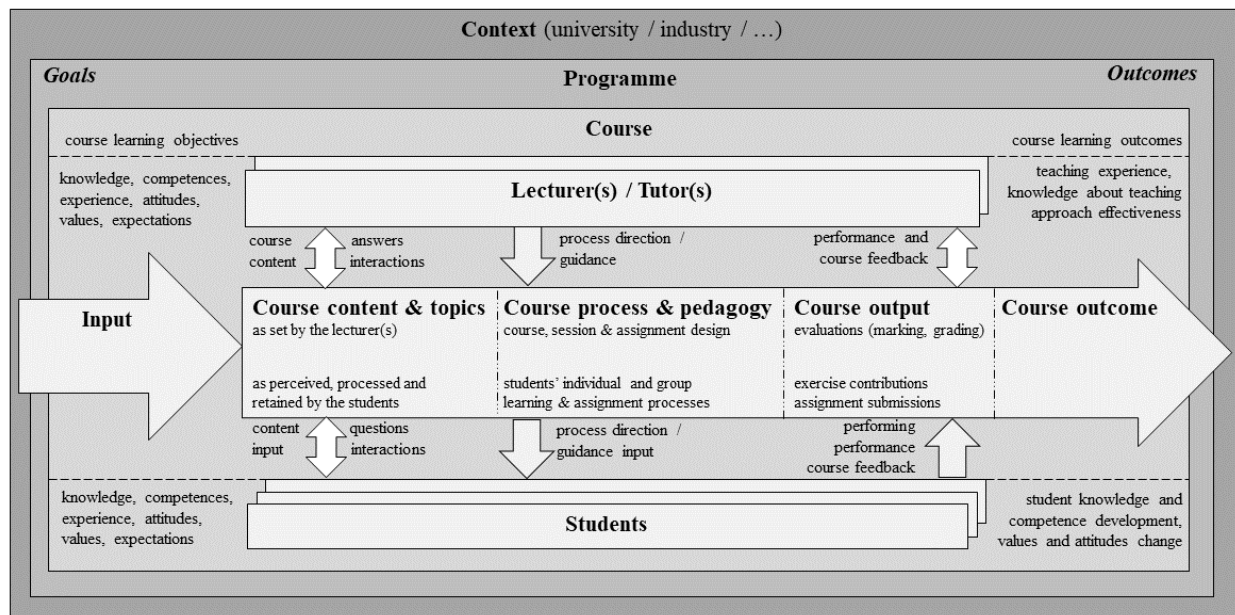 Context (university / industry / …)
Goals
Programme
Outcomes
Course
course learning objectives
course learning outcomes
knowledge, competences,
experience, attitudes,
values, expectations
Lecturer(s) / Tutor(s)
teaching experience,
knowledge about teaching
approach effectiveness
course
content
answers
interactions
process direction /
guidance
performance and
course feedback
Input
Course content & topics
as set by the lecturer(s)
as perceived, processed and
retained by the students
Course process & pedagogy
course, session & assignment design
students' individual and group
learning & assignment processes
Course output
evaluations (marking, grading)
exercise contributions
assignment submissions
Course outcome
content
input
questions
interactions
process direction /
guidance input
performing
performance
course feedback
knowledge, competences,
experience, attitudes,
values, expectations
Students
student knowledge and
competence development,
values and attitudes change